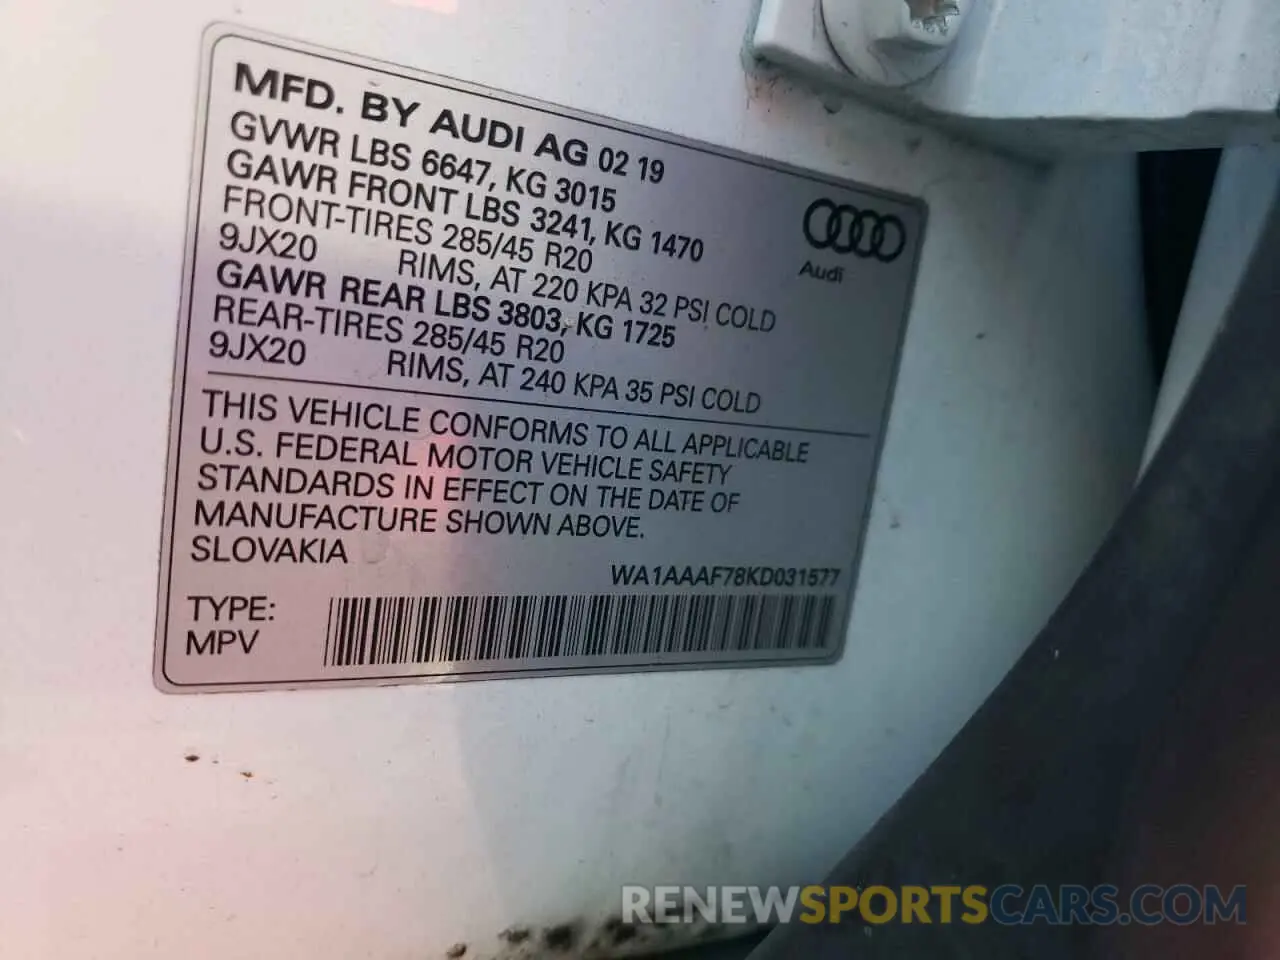 MFD. BY AUDI AG 02 19
GVWR LBS 6647, KG 3015
GAWR FRONT LBS 3241, KG 1470
FRONT-TIRES 285/45 R20
9JX20 RIMS, AT 220 KPA 32 PSI COLD
GAWR REAR LBS 3803, KG 1725
REAR-TIRES 285/45 R20
9JX20 RIMS, AT 240 KPA 35 PSI COLD
Audi
THIS VEHICLE CONFORMS TO ALL APPLICABLE
U.S. FEDERAL MOTOR VEHICLE SAFETY
STANDARDS IN EFFECT ON THE DATE OF
MANUFACTURE SHOWN ABOVE.
SLOVAKIA
WA1AAAF78KD031577
TYPE:
MPV
RENEWSPORTSCARS.COM